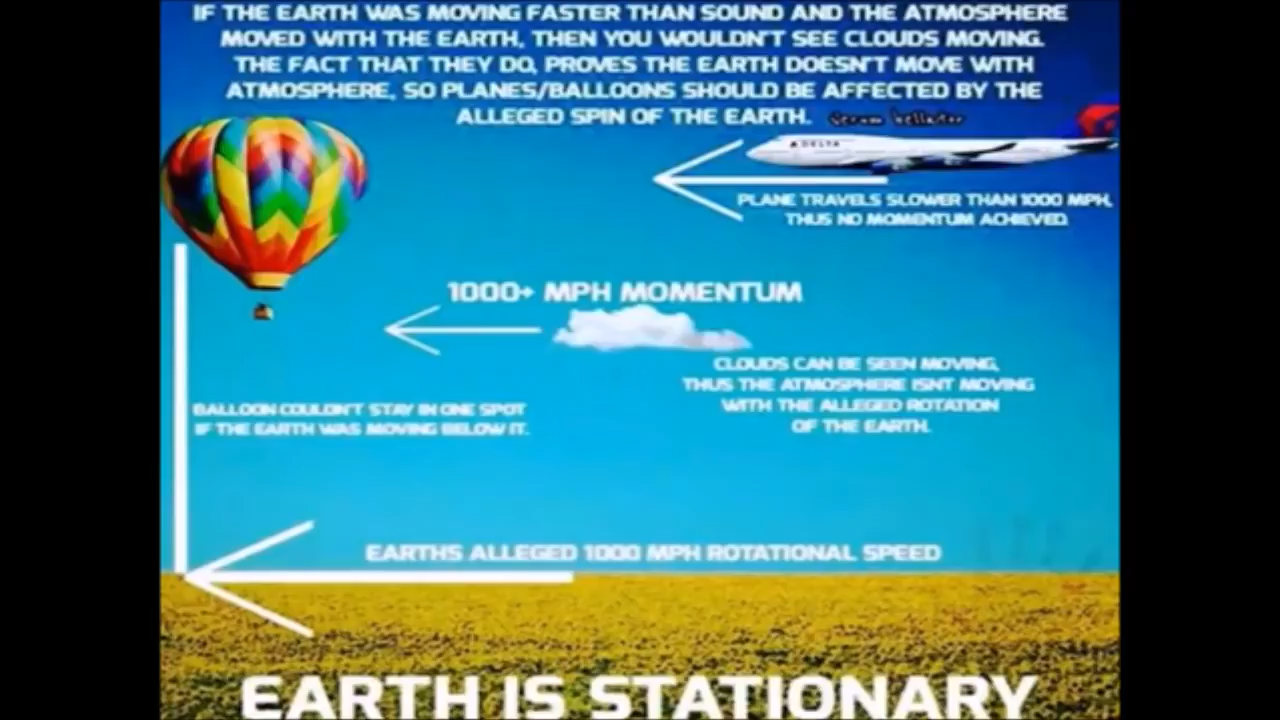 IF THE EARTH WAS MOVING FASTER THAN SOUND AND THE ATMOSPHERE
MOVED WITH THE EARTH, THEN YOU WOULDN'T SEE CLOUDS MOVING.
THE FACT THAT THEY DO, PROVES THE EARTH DOESN'T MOVE WITH
ATMOSPHERE, SO PLANES/BALLOONS SHOULD BE AFFECTED BY THE
ALLEGED SPIN OF THE EARTH.
DELTA
PLANE TRAVELS SLOWER THAN 1000 MPH,
THUS NO MOMENTUM ACHIEVED.
1000+ MPH MOMENTUM
CLOUDS CAN BE SEEN MOVING,
THUS THE ATMOSPHERE ISNT MOVING
WITH THE ALLEGED ROTATION
OF THE EARTH.
BALLOON COULDN'T STAY IN ONE SPOT
IF THE EARTH WAS MOVING BELOW IT.
EARTHS ALLEGED 1000 MPH ROTATIONAL SPEED
EARTH IS STATIONARY